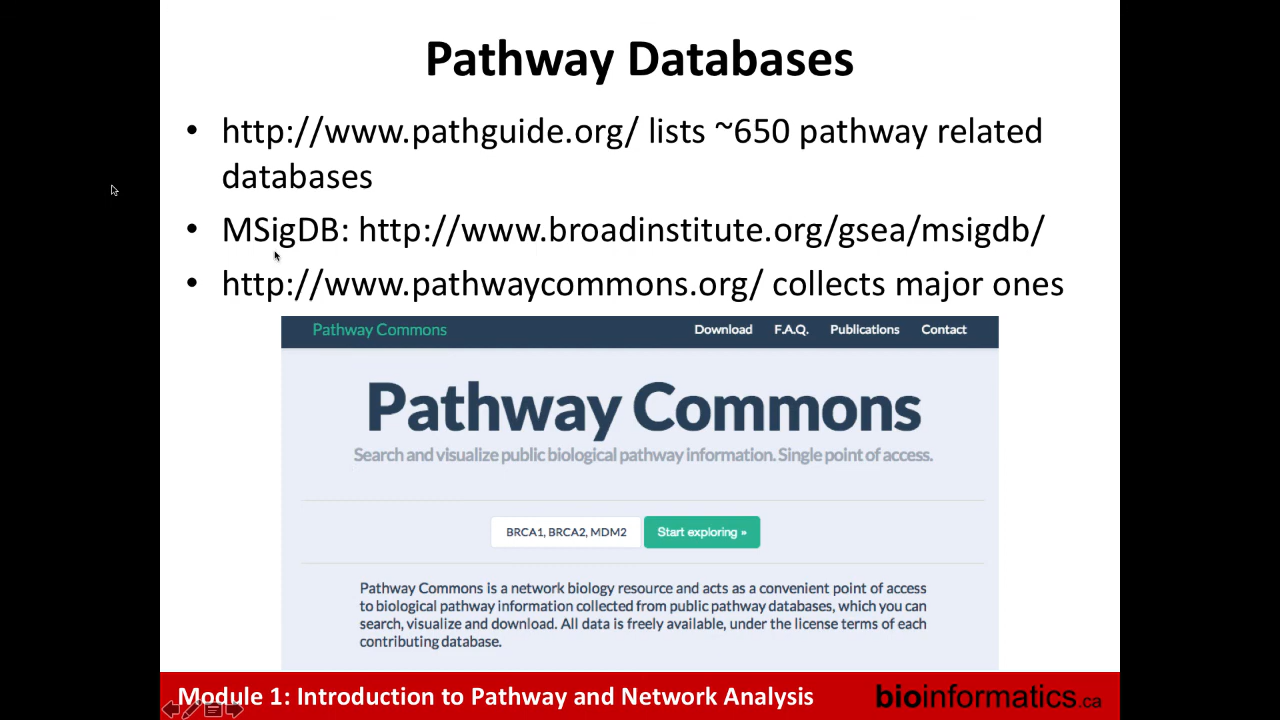 Pathway Databases
• http://www.pathguide.org/ lists ~650 pathway related
databases
• MSigDB: http://www.broadinstitute.org/gsea/msigdb/
• http://www.pathwaycommons.org/ collects major ones
Pathway Commons Download F.A.Q. Publications Contact
Pathway Commons
Search and visualize public biological pathway information. Single point of access.
BRCA1, BRCA2, MDM2 Start exploring »
Pathway Commons is a network biology resource and acts as a convenient point of access
to biological pathway information collected from public pathway databases, which you can
search, visualize and download. All data is freely available, under the license terms of each
contributing database.
Module 1: Introduction to Pathway and Network Analysis bioinformatics.ca